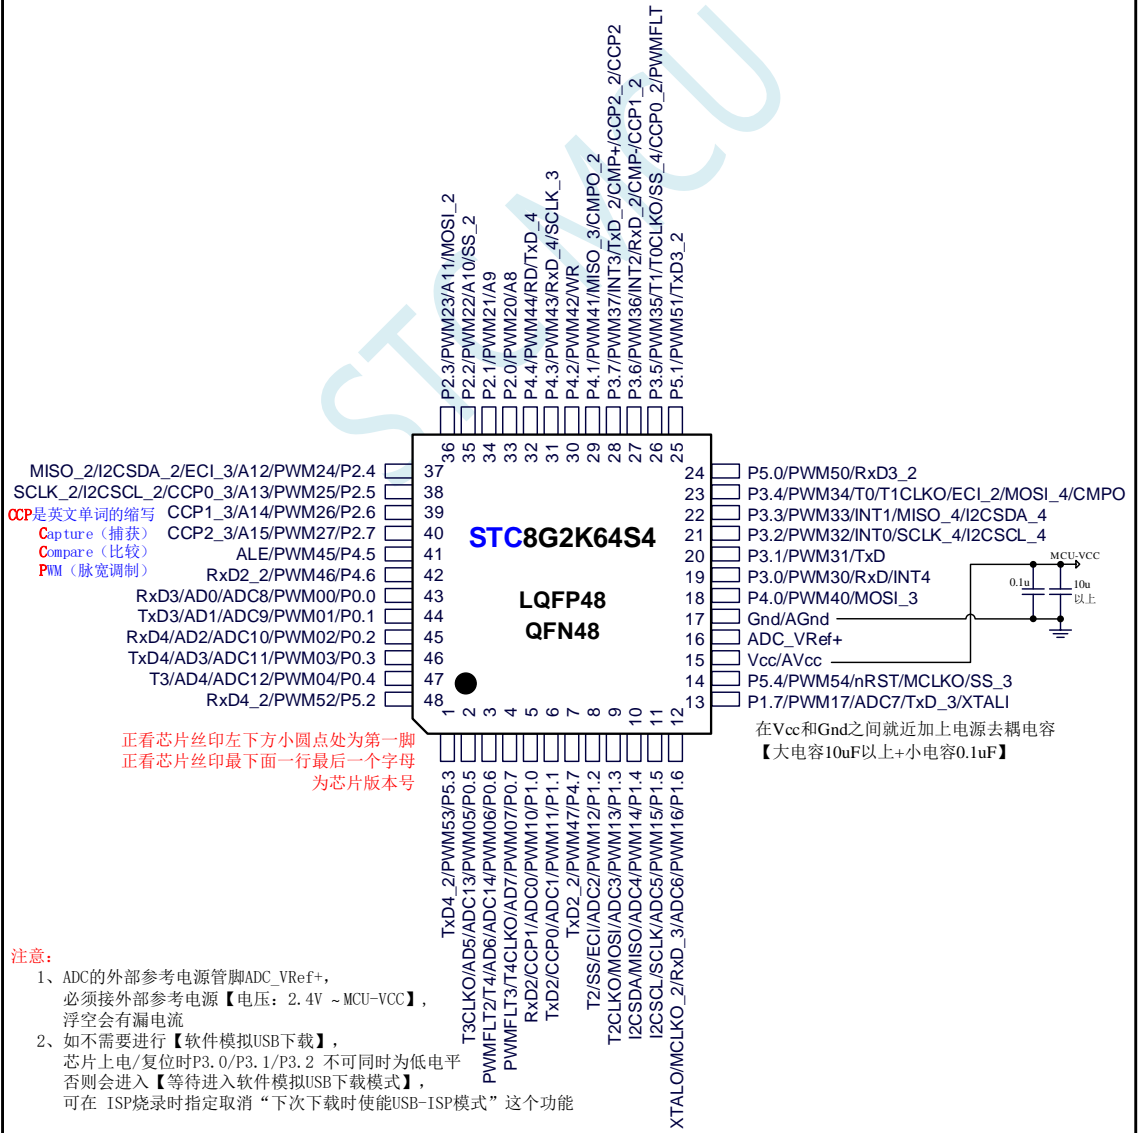 STCMCU
P2.3/PWM23/A11/MOSI_2
P2.2/PWM22/A10/SS_2
P2.1/PWM21/A9
P2.0/PWM20/A8
P4.4/PWM44/RD/TxD_4
P4.3/PWM43/RxD_4/SCLK_3
P4.2/PWM42/WR
P4.1/PWM41/MISO_3/CMPO_2
P3.7/PWM37/INT3/TxD_2/CMP+/CCP2_2/CCP2
P3.6/PWM36/INT2/RxD_2/CMP-/CCP1_2
P3.5/PWM35/T1/T0CLKO/SS_4/CCP0_2/PWMFLT
P5.1/PWM51/TxD3_2
36 35 34 33 32 31 30 29 28 27 26 25
MISO_2/I2CSDA_2/ECI_3/A12/PWM24/P2.4 37
SCLK_2/I2CSCL_2/CCP0_3/A13/PWM25/P2.5 38
CCP1_3/A14/PWM26/P2.6 39
CCP2_3/A15/PWM27/P2.7 40
ALE/PWM45/P4.5 41
RxD2_2/PWM46/P4.6 42
RxD3/AD0/ADC8/PWM00/P0.0 43
TxD3/AD1/ADC9/PWM01/P0.1 44
RxD4/AD2/ADC10/PWM02/P0.2 45
TxD4/AD3/ADC11/PWM03/P0.3 46
T3/AD4/ADC12/PWM04/P0.4 47
RxD4_2/PWM52/P5.2 48
CCP是英文单词的缩写
Capture（捕获）
Compare（比较）
PWM（脉宽调制）
STC8G2K64S4
LQFP48
QFN48
24 P5.0/PWM50/RxD3_2
23 P3.4/PWM34/T0/T1CLKO/ECI_2/MOSI_4/CMPO
22 P3.3/PWM33/INT1/MISO_4/I2CSDA_4
21 P3.2/PWM32/INT0/SCLK_4/I2CSCL_4
20 P3.1/PWM31/TxD
19 P3.0/PWM30/RxD/INT4
18 P4.0/PWM40/MOSI_3
17 Gnd/AGnd
16 ADC_VRef+
15 Vcc/AVcc
14 P5.4/PWM54/nRST/MCLKO/SS_3
13 P1.7/PWM17/ADC7/TxD_3/XTALI
MCU-VCC
0.1u
10u
以上
在Vcc和Gnd之间就近加上电源去耦电容
【大电容10uF以上+小电容0.1uF】
1 2 3 4 5 6 7 8 9 10 11 12
正看芯片丝印左下方小圆点处为第一脚
正看芯片丝印最下面一行最后一个字母
为芯片版本号
TxD4_2/PWM53/P5.3
T3CLKO/AD5/ADC13/PWM05/P0.5
PWMFLT2/T4/AD6/ADC14/PWM06/P0.6
PWMFLT3/T4CLKO/AD7/PWM07/P0.7
RxD2/CCP1/ADC0/PWM10/P1.0
TxD2/CCP0/ADC1/PWM11/P1.1
TxD2_2/PWM47/P4.7
T2/SS/ECI/ADC2/PWM12/P1.2
T2CLKO/MOSI/ADC3/PWM13/P1.3
I2CSDA/MISO/ADC4/PWM14/P1.4
I2CSCL/SCLK/ADC5/PWM15/P1.5
XTALO/MCLKO_2/RxD_3/ADC6/PWM16/P1.6
注意：
1、ADC的外部参考电源管脚ADC_VRef+，
必须接外部参考电源【电压：2.4V ~ MCU-VCC】，
浮空会有漏电流
2、如不需要进行【软件模拟USB下载】，
芯片上电/复位时P3.0/P3.1/P3.2 不可同时为低电平
否则会进入【等待进入软件模拟USB下载模式】，
可在 ISP烧录时指定取消“下次下载时使能USB-ISP模式”这个功能